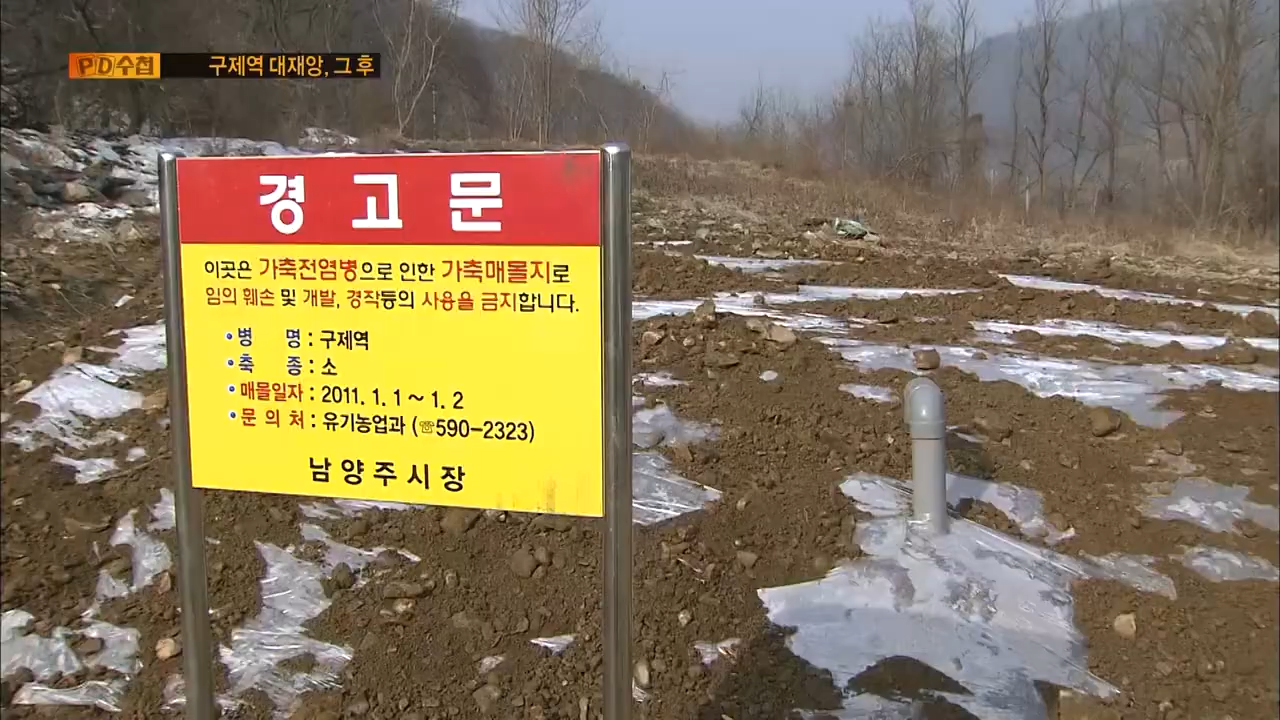 PD수첩
구제역 대재앙, 그 후
경고문
이곳은 가축전염병으로 인한 가축매몰지로
임의 훼손 및 개발, 경작등의 사용을 금지합니다.
•병 명 : 구제역
•축 종 : 소
•매몰일자 : 2011. 1. 1 ~ 1. 2
•문의처 : 유기농업과 (☏590-2323)
남양주시장